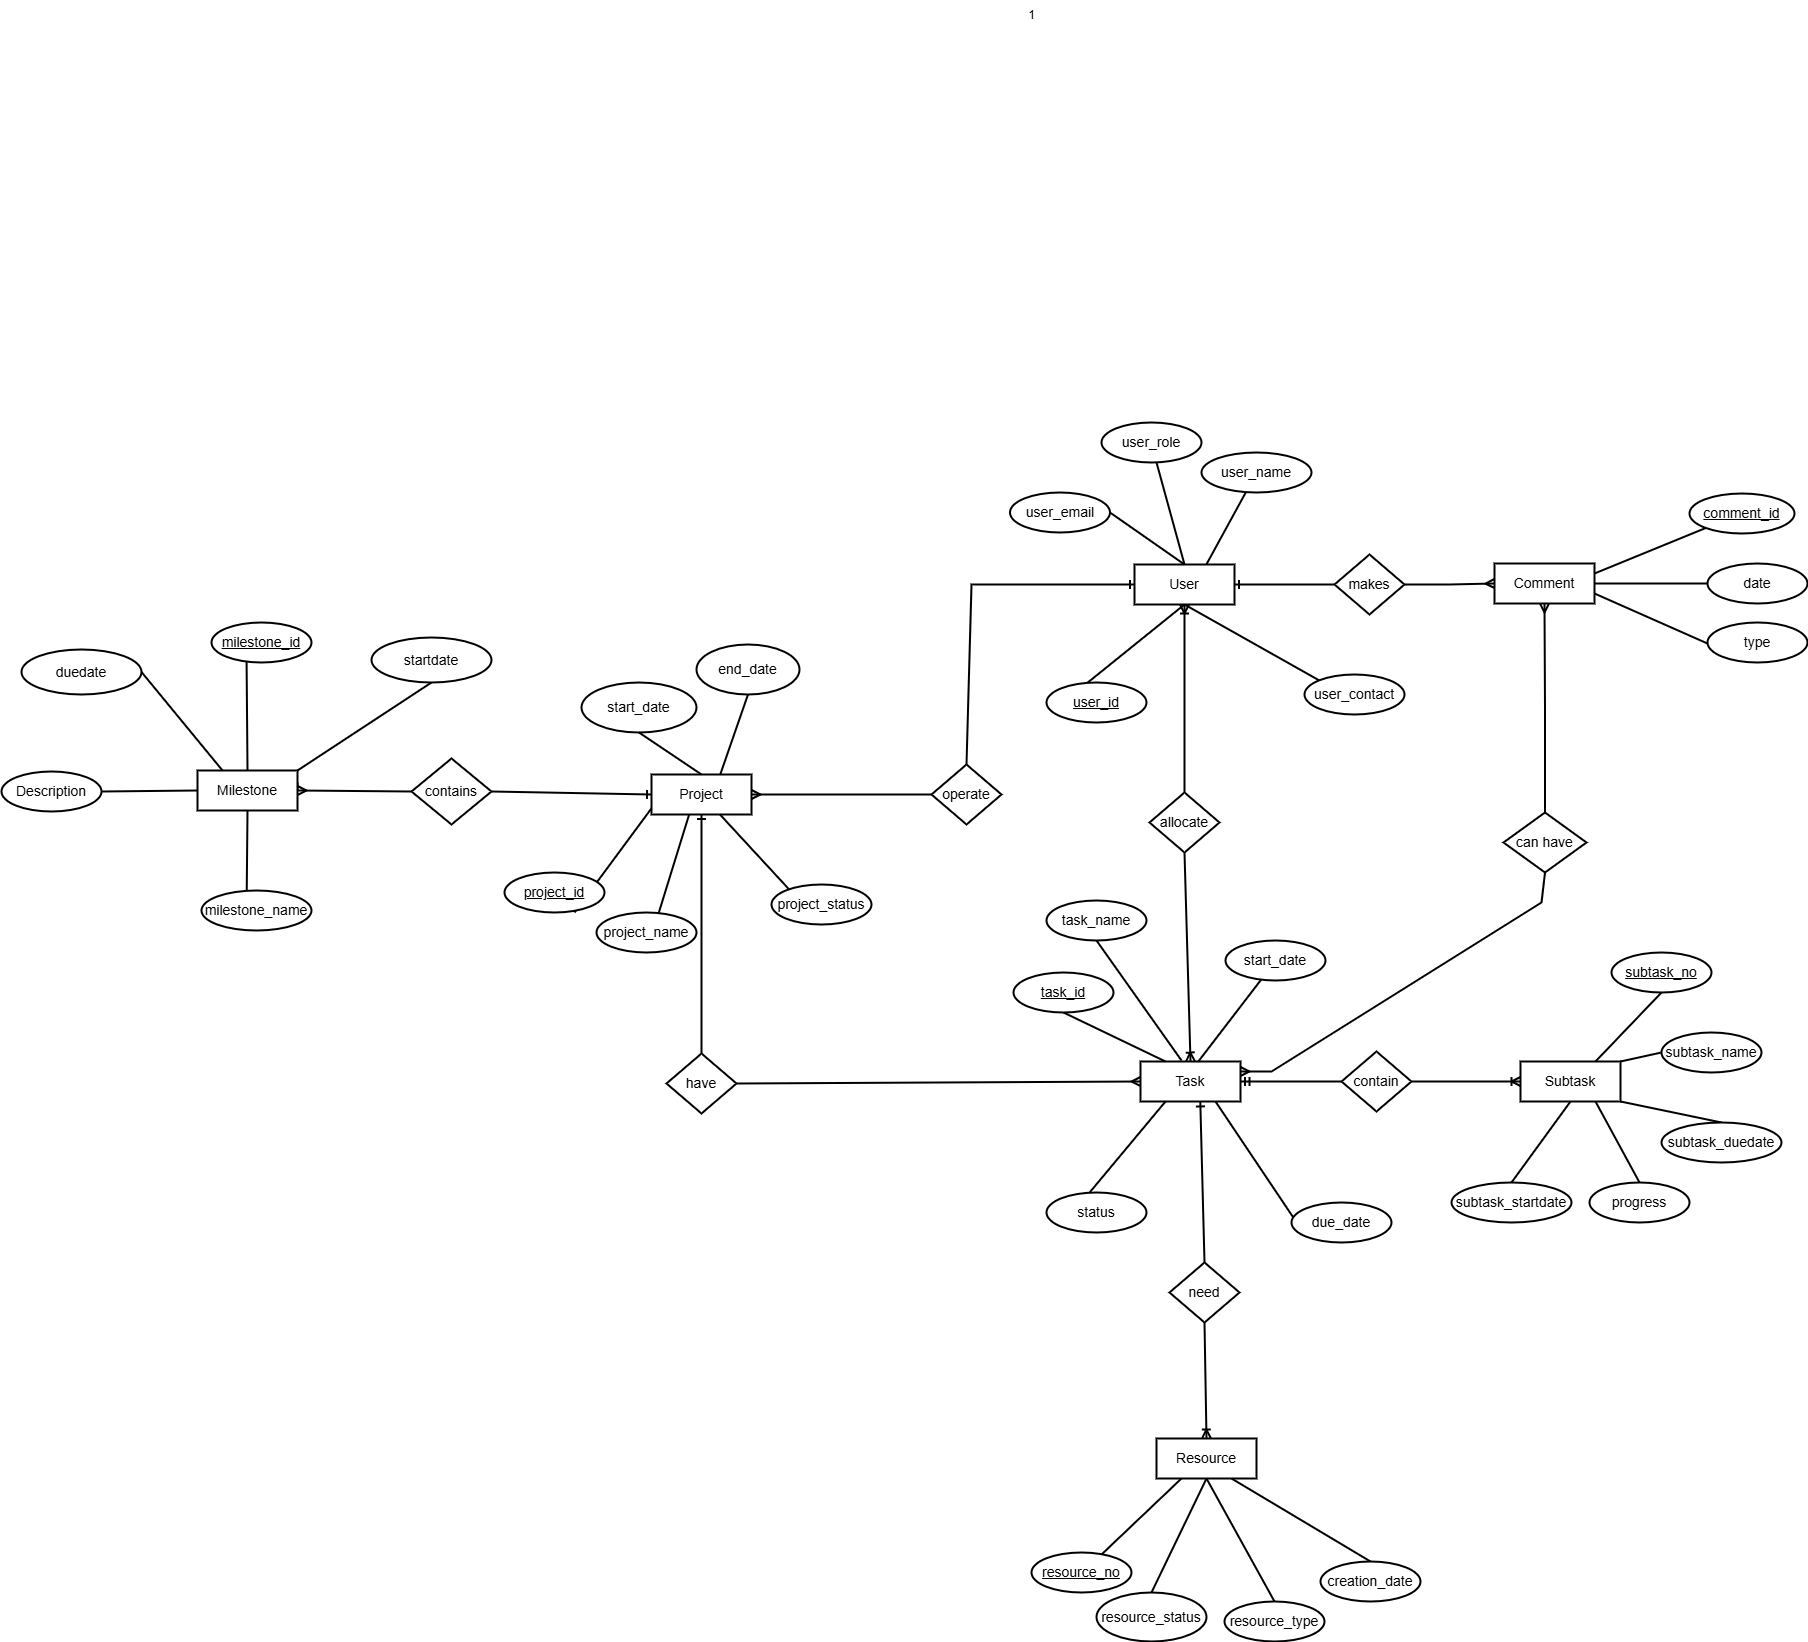 1
user_role
user_name
user_email
comment_id
User
makes
Comment
date
type
milestone_id
startdate
duedate
end_date
start_date
user_id
user_contact
Description
Milestone
contains
Project
operate
allocate
can have
project_id
project_name
project_status
milestone_name
task_name
start_date
task_id
subtask_no
subtask_name
have
Task
contain
Subtask
subtask_duedate
subtask_startdate
progress
status
due_date
need
Resource
resource_no
creation_date
resource_status
resource_type